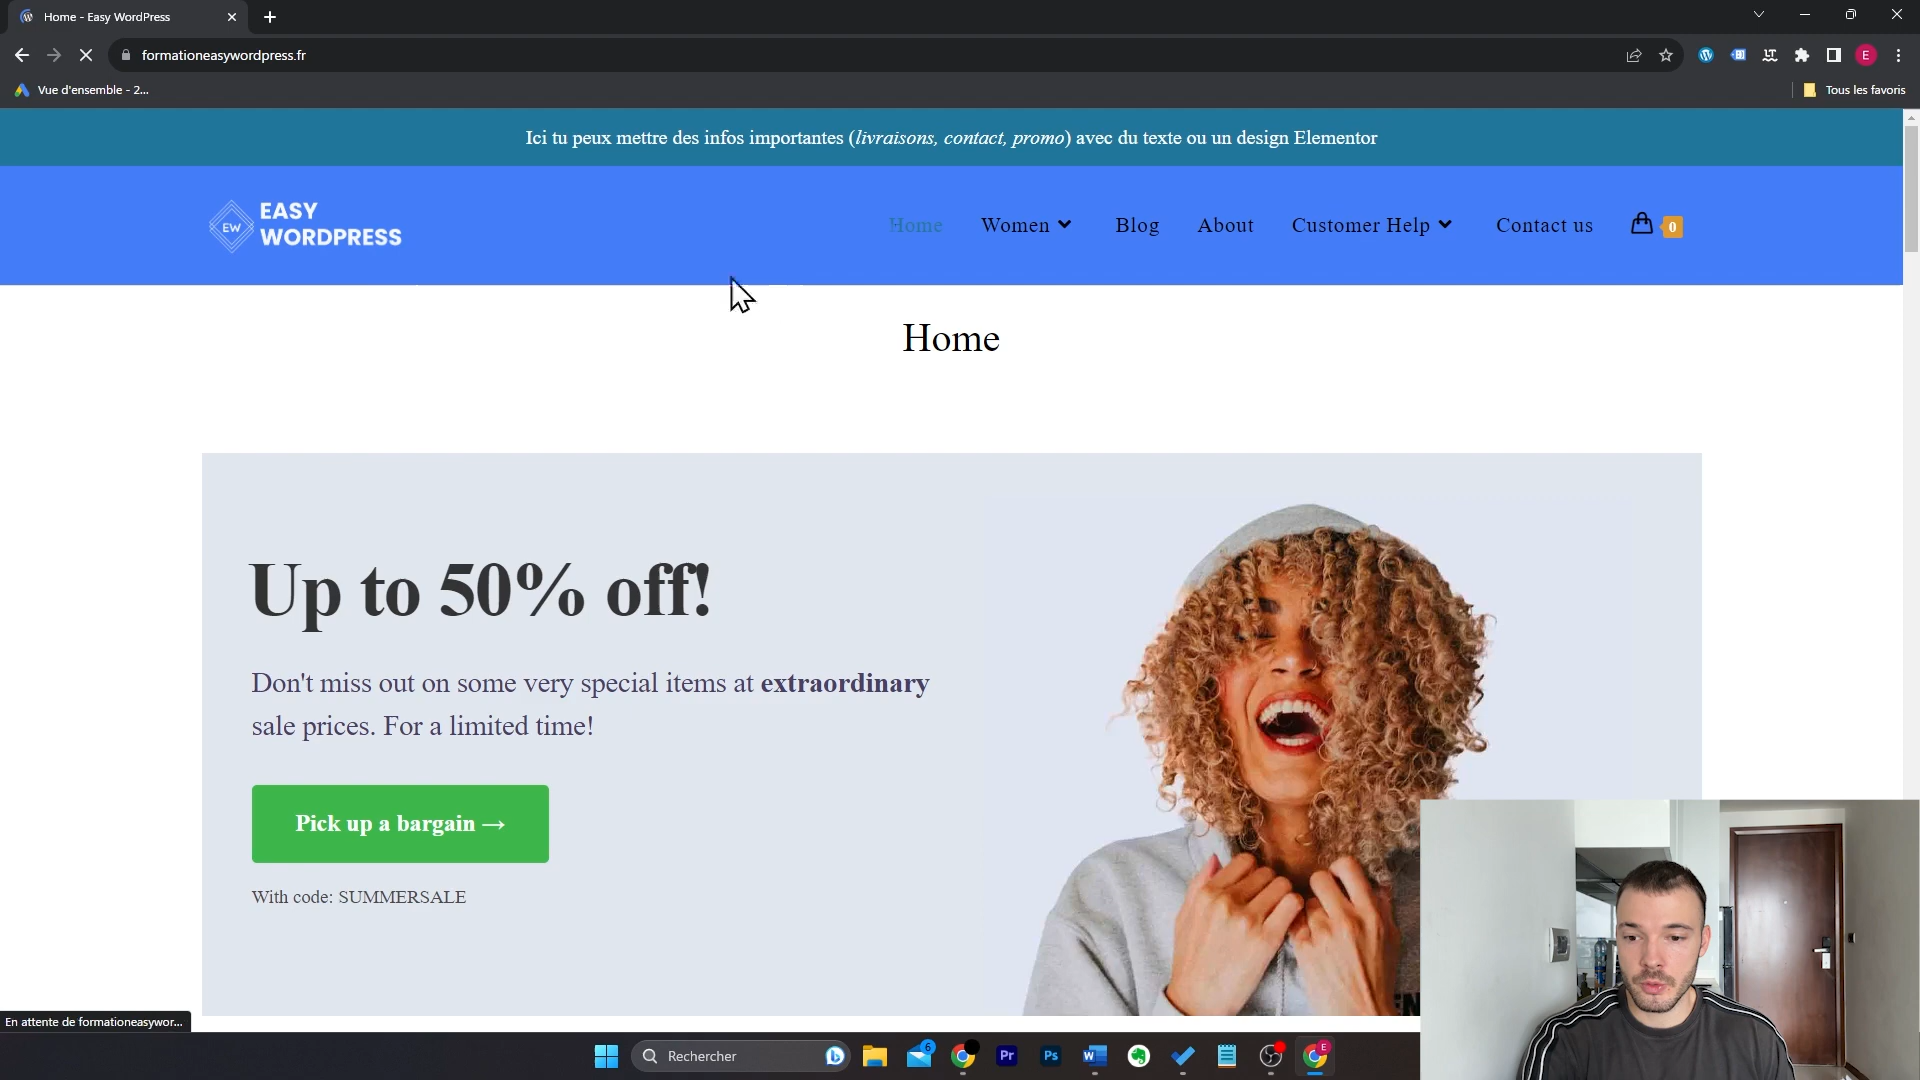 Home - Easy WordPress
formationeasywordpress.fr
E
Vue d'ensemble - 2...
Tous les favoris
Ici tu peux mettre des infos importantes (livraisons, contact, promo) avec du texte ou un design Elementor
EW
EASY
WORDPRESS
Home
Women
Blog
About
Customer Help
Contact us
0
Home
Up to 50% off!
Don't miss out on some very special items at extraordinary
sale prices. For a limited time!
Pick up a bargain →
With code: SUMMERSALE
En attente de formationeasywor...
Rechercher
6
Pr
Ps
E